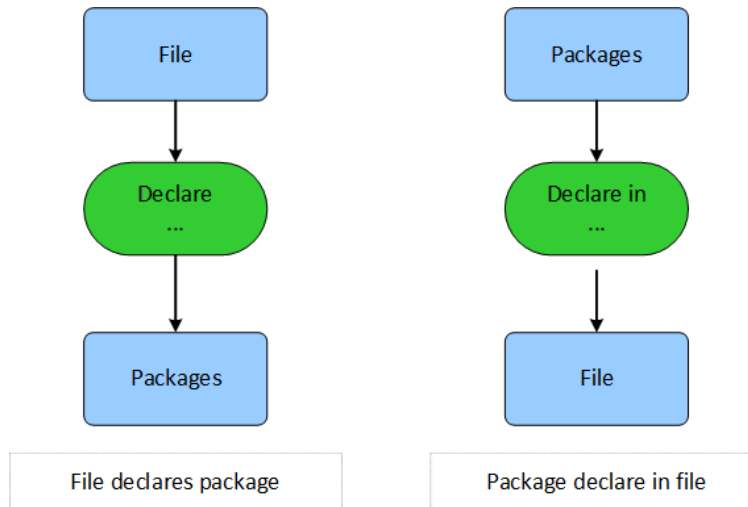 File
Declare
...
Packages
File declares package
Packages
Declare in
...
File
Package declare in file